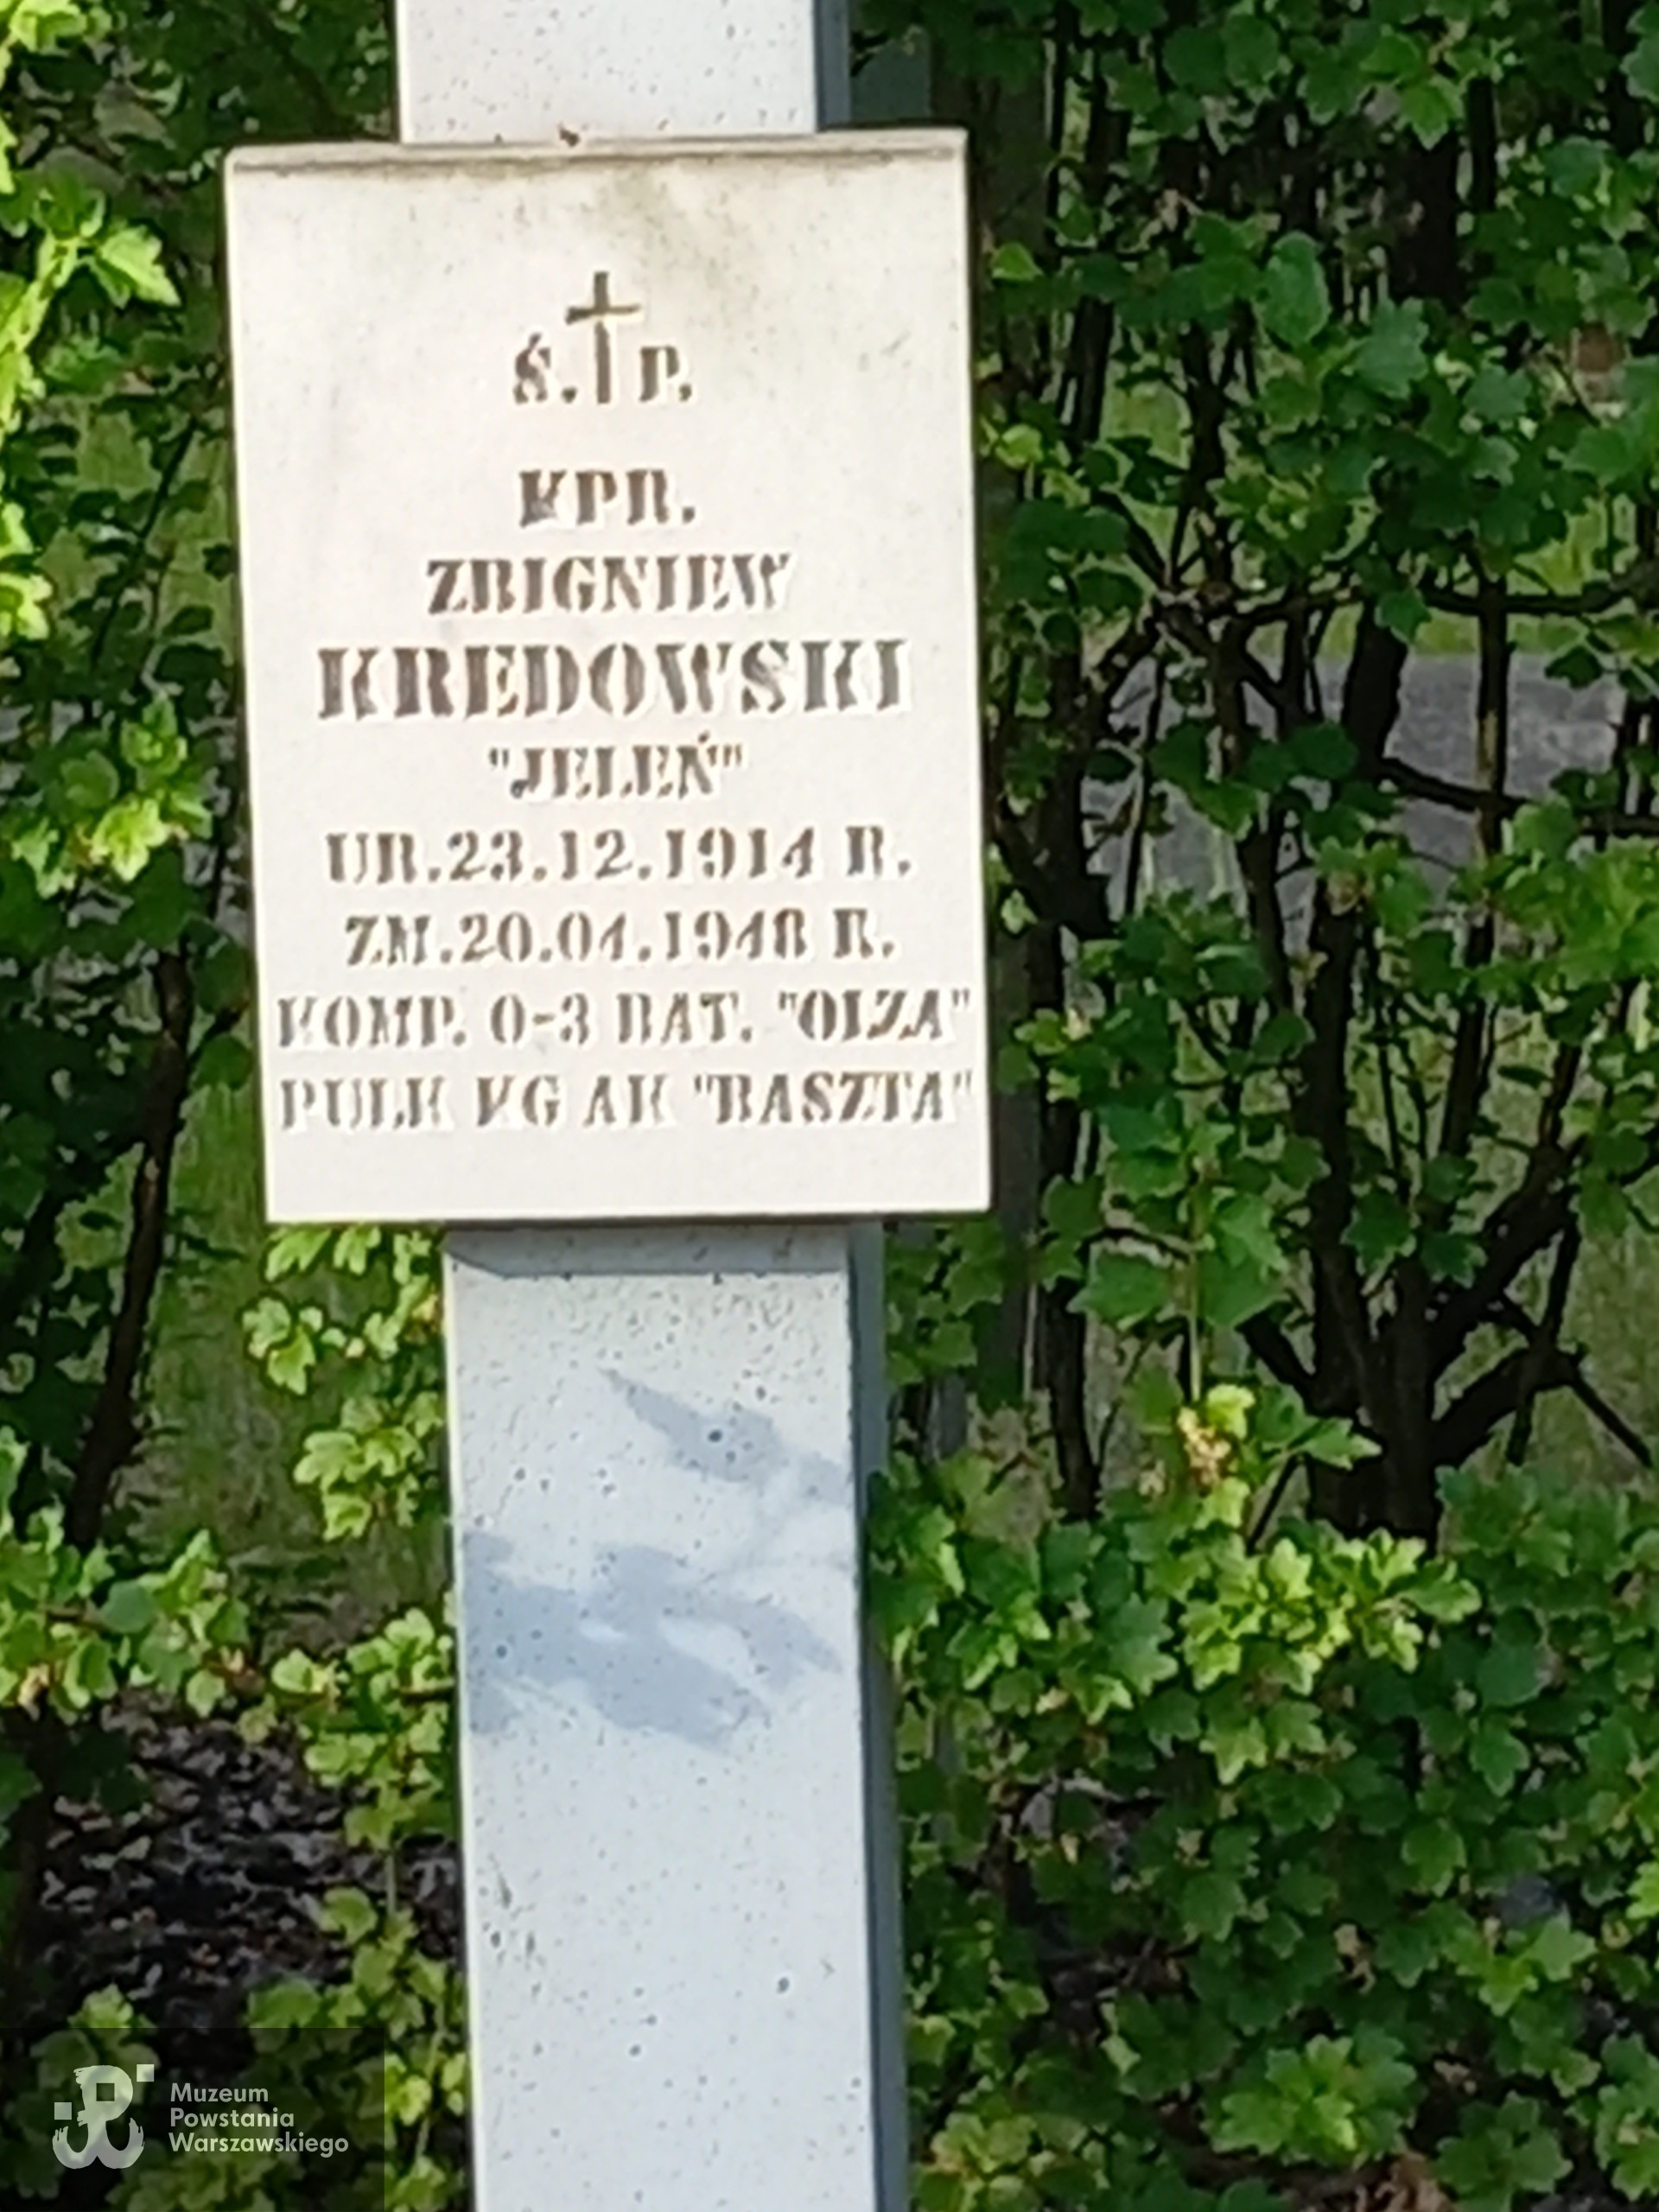 Ś. P.
KPR.
ZBIGNIEW
KREDOWSKI
"JELEŃ"
UR.23.12.1914 R.
ZM.20.04.1948 R.
KOMP. O-3 BAT. "OLZA"
PUŁK KG AK "BASZTA"
Muzeum
Powstania
Warszawskiego